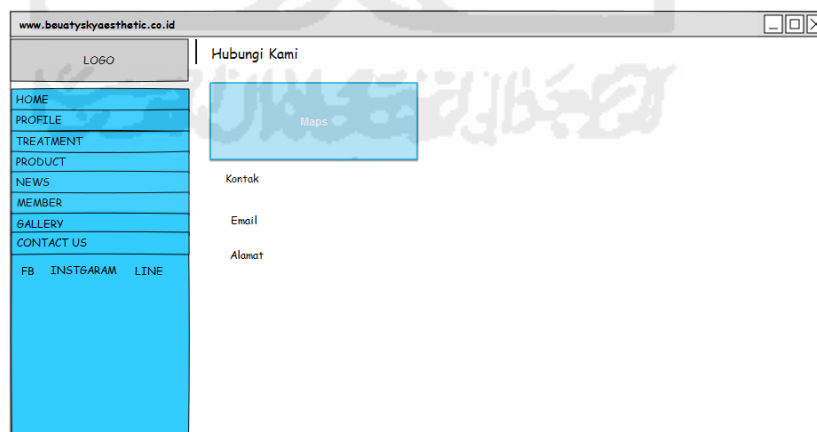 www.beuatyskyaesthetic.co.id
LOGO
Hubungi Kami
HOME
PROFILE
TREATMENT
PRODUCT
NEWS
MEMBER
GALLERY
CONTACT US
FB INSTGARAM LINE
Maps
Kontak
Email
Alamat